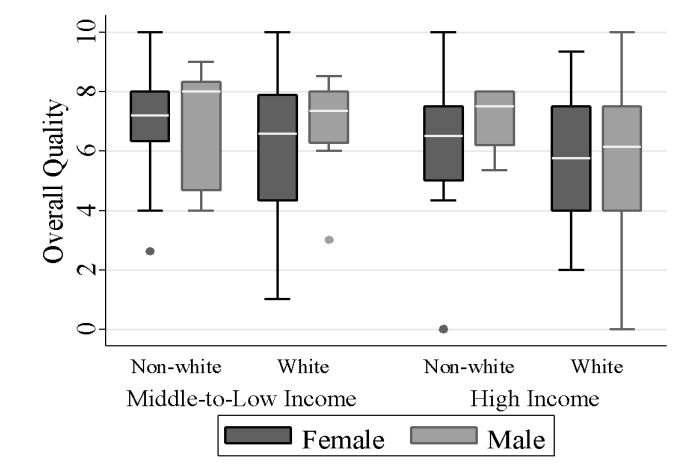 Overall Quality
10
8
6
4
2
0
Non-white White Non-white White
Middle-to-Low Income High Income
Female Male